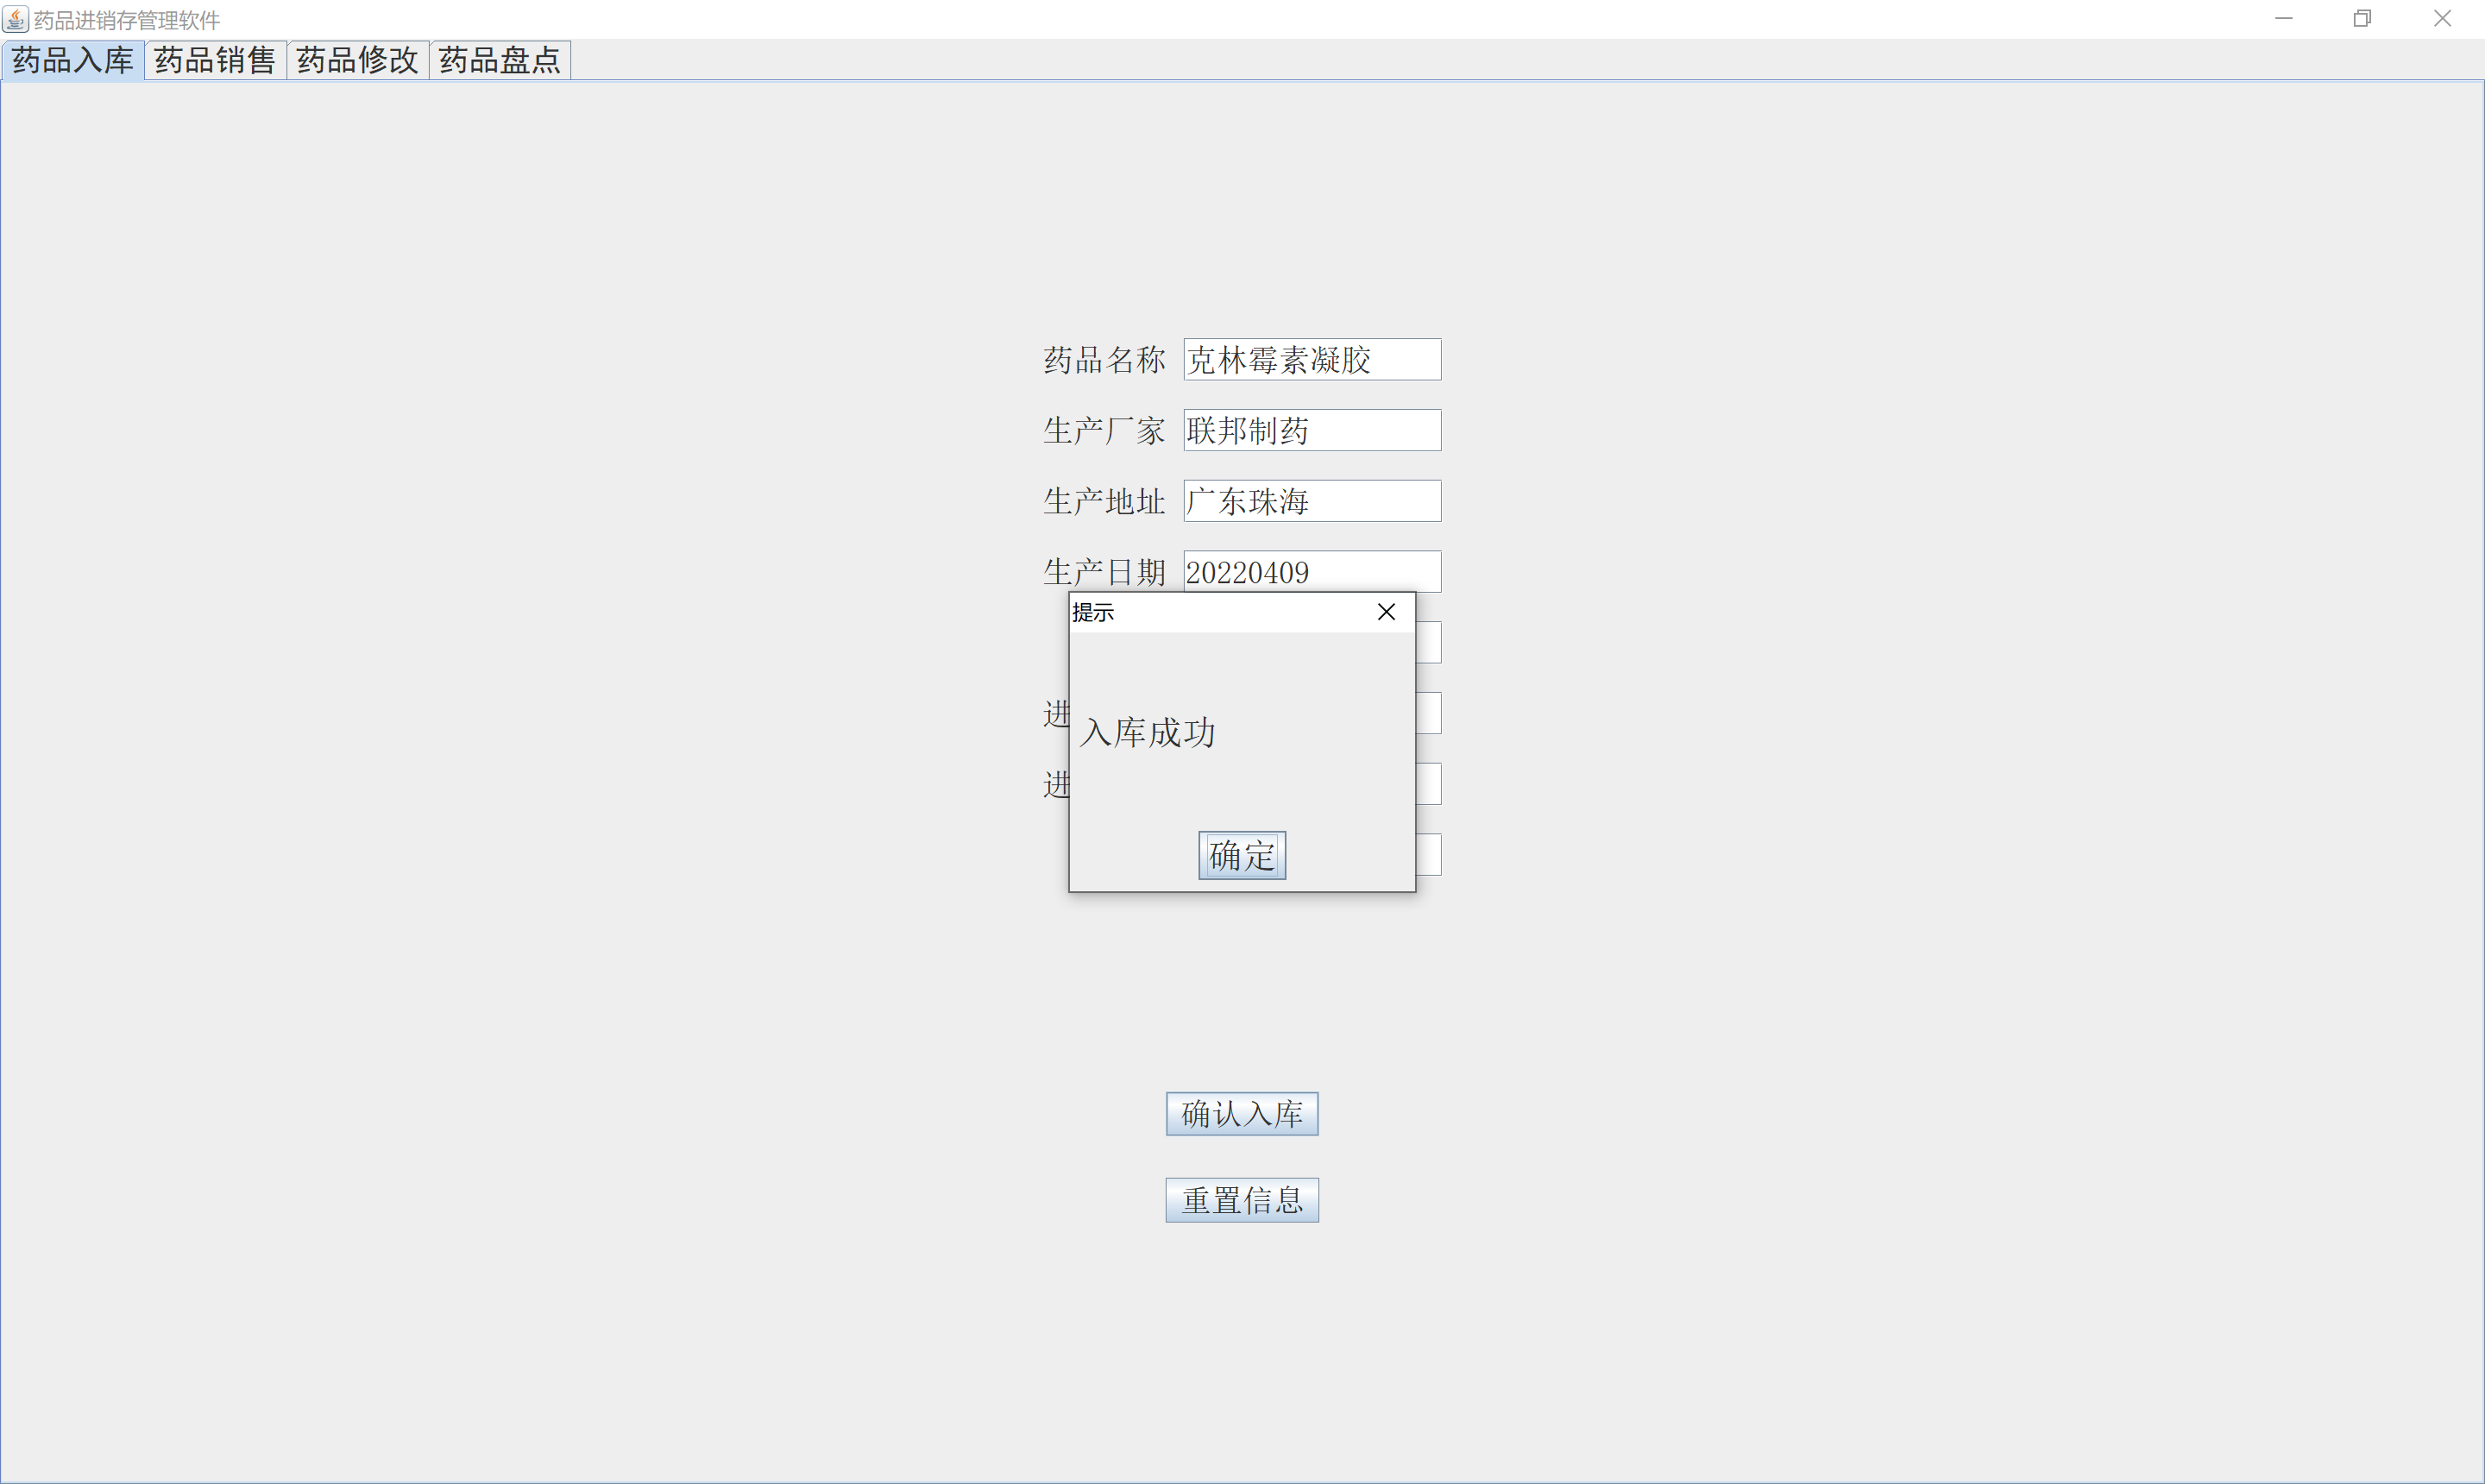 药品进销存管理软件
药品入库 药品销售 药品修改 药品盘点
药品名称 克林霉素凝胶
生产厂家 联邦制药
生产地址 广东珠海
生产日期 20220409
提示
进
入库成功
进
确定
确认入库
重置信息